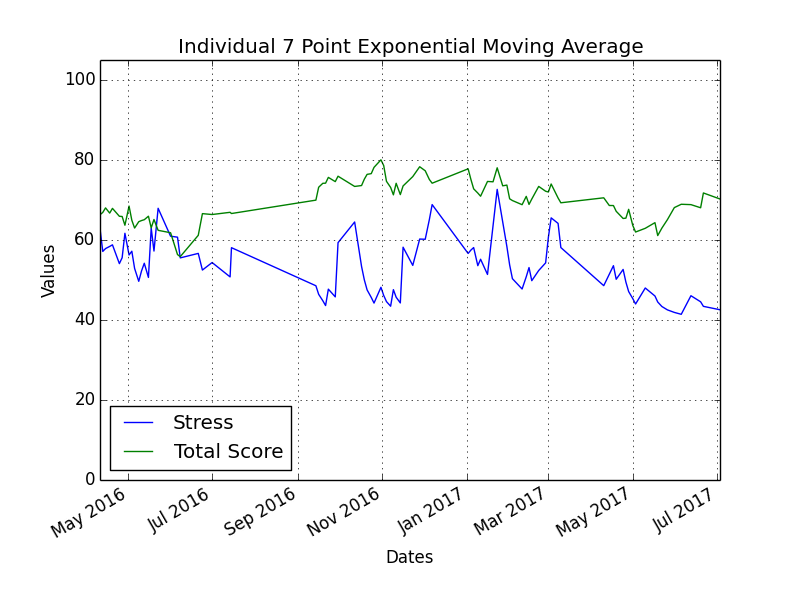 Individual 7 Point Exponential Moving Average
100
80
60
40
20
0
Values
Stress
Total Score
May 2016
Jul 2016
Sep 2016
Nov 2016
Jan 2017
Mar 2017
May 2017
Jul 2017
Dates